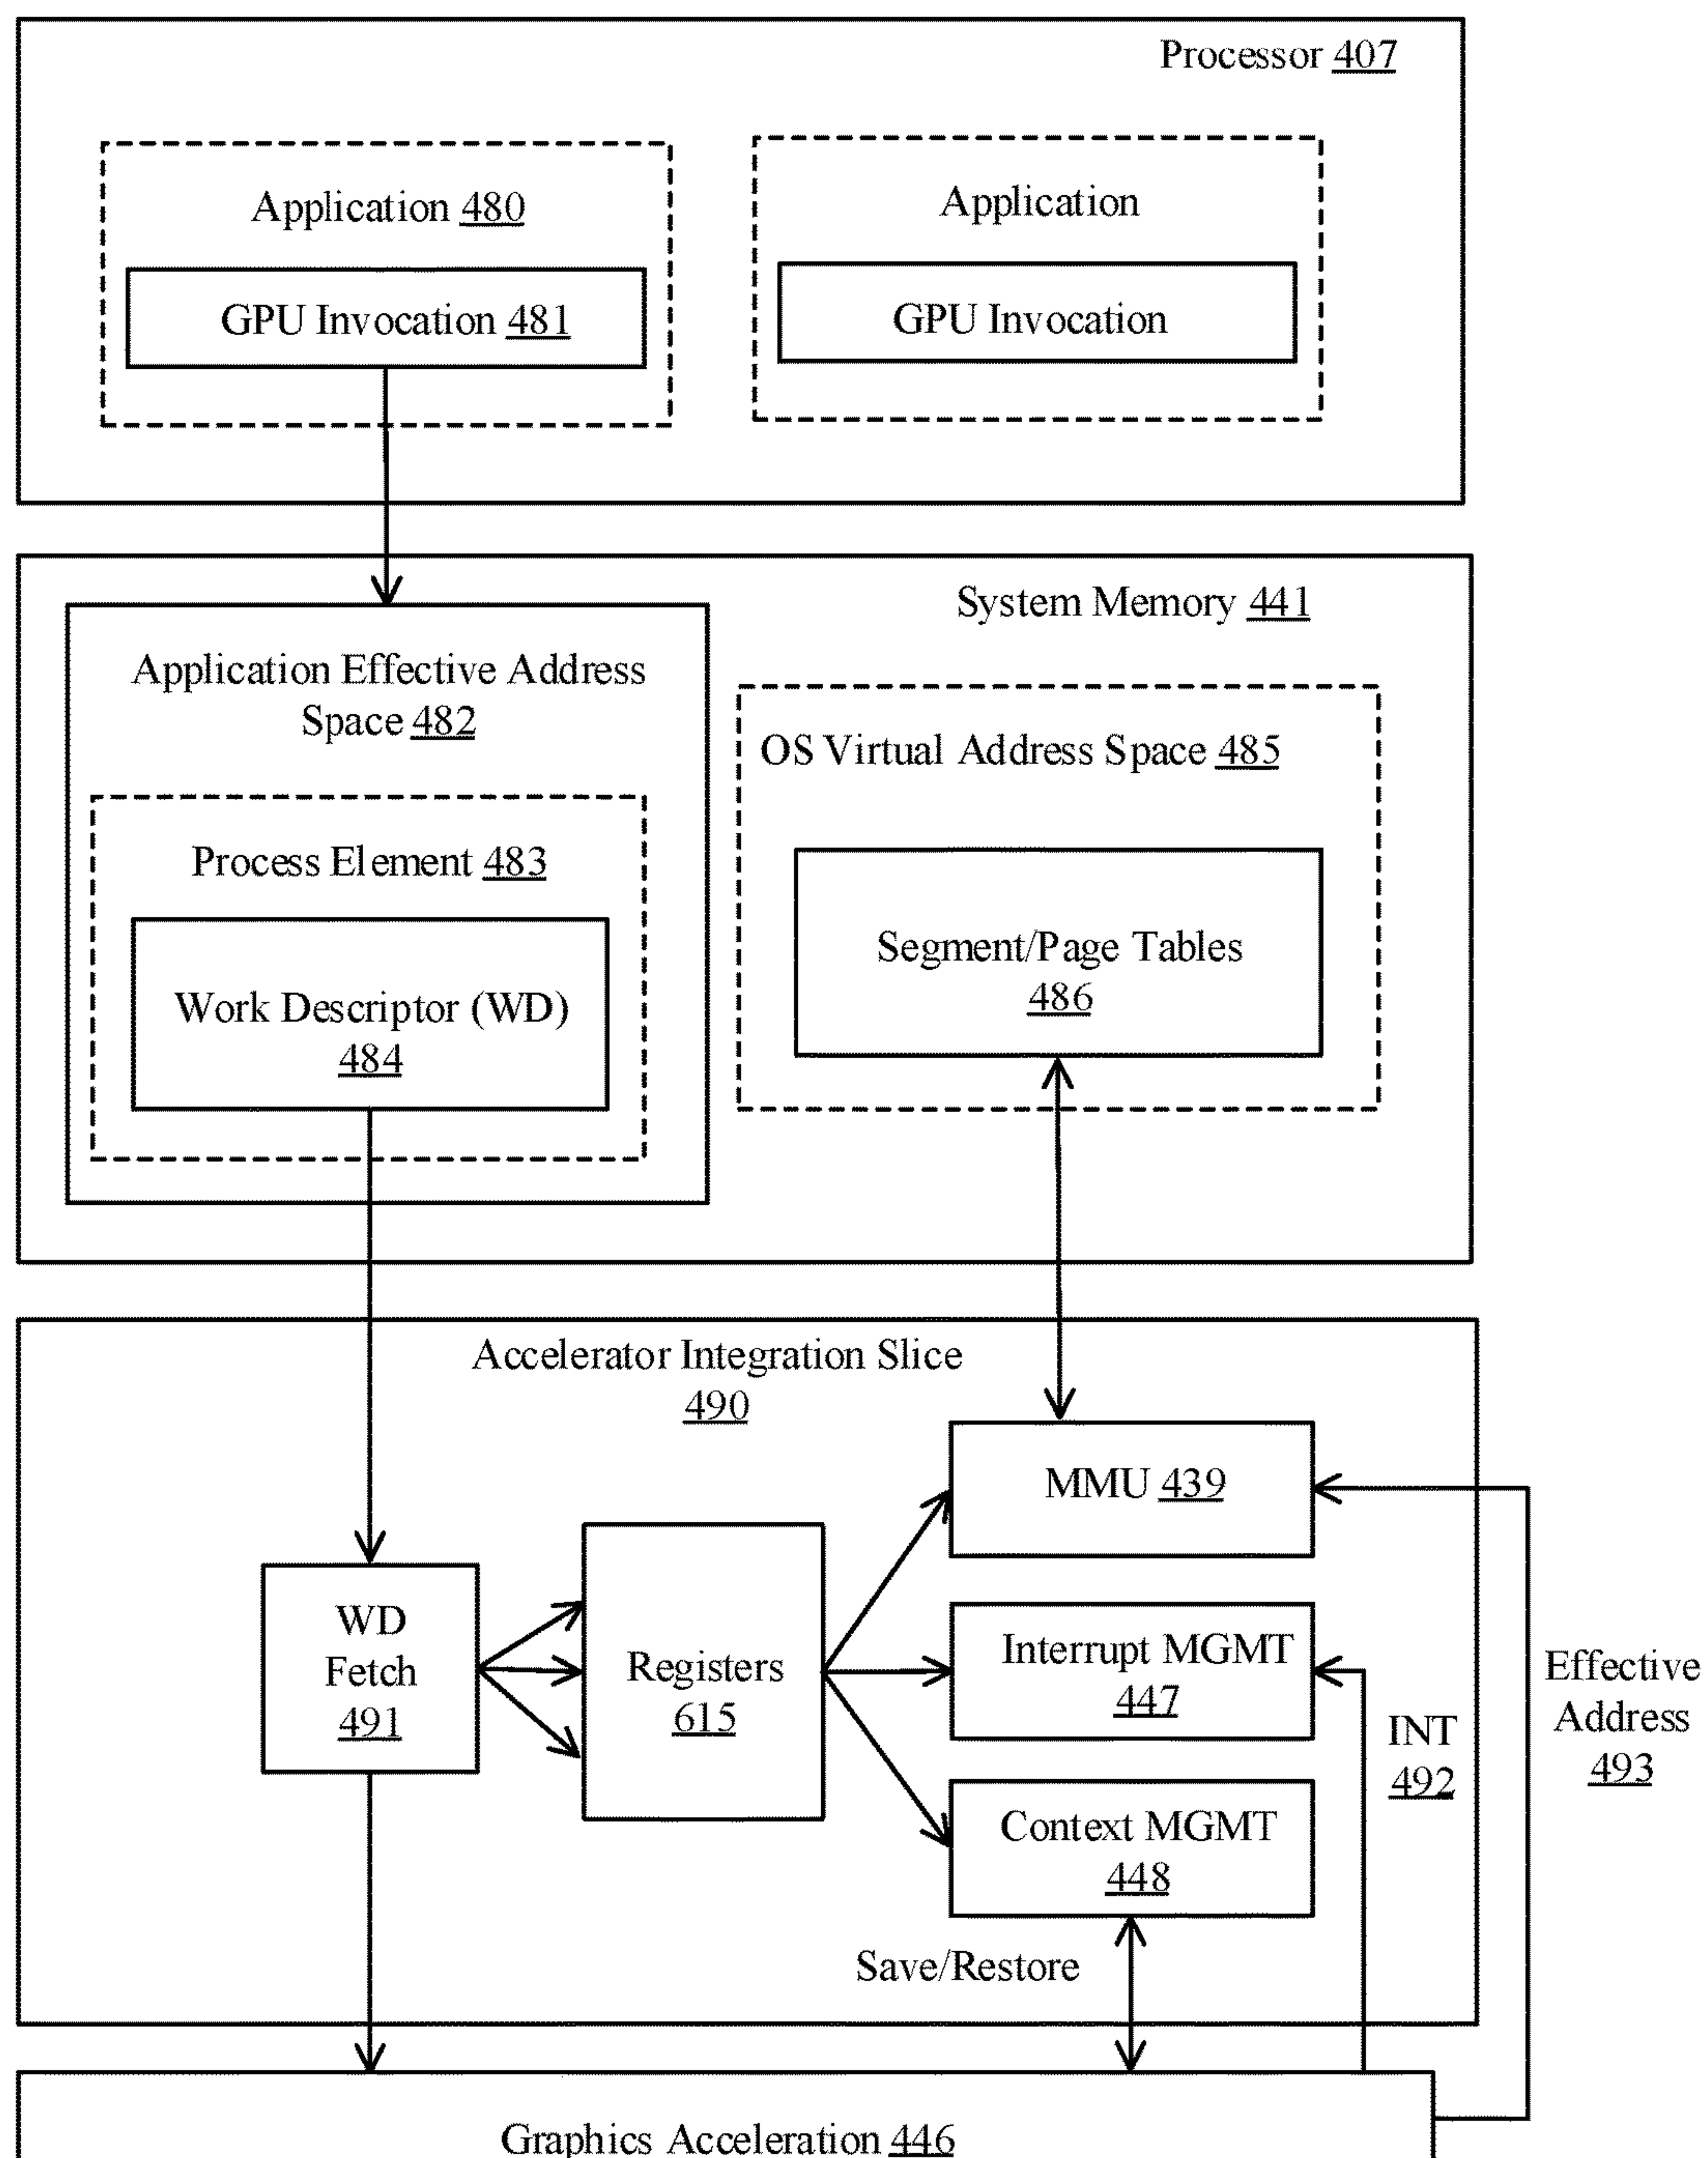 Processor 407
Application 480
GPU Invocation 481
Application
GPU Invocation
System Memory 441
Application Effective Address
Space 482
Process Element 483
Work Descriptor (WD)
484
OS Virtual Address Space 485
Segment/Page Tables
486
Accelerator Integration Slice
490
WD
Fetch
491
Registers
615
MMU 439
Interrupt MGMT
447
Context MGMT
448
Save/Restore
INT
492
Effective
Address
493
Graphics Acceleration 446